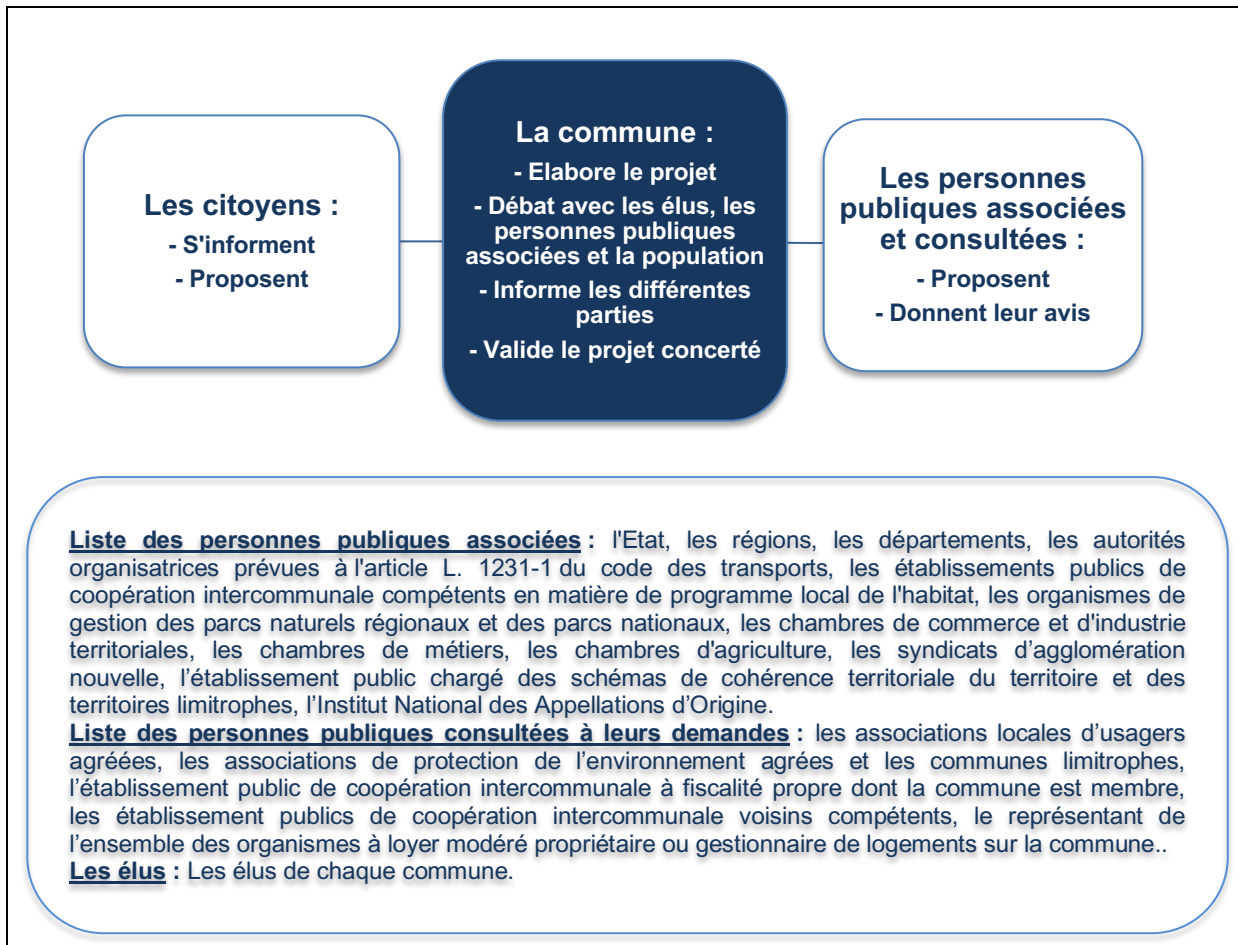 Les citoyens :
- S'informent
- Proposent
La commune :
- Elabore le projet
- Débat avec les élus, les
personnes publiques
associées et la population
- Informe les différentes
parties
- Valide le projet concerté
Les personnes
publiques associées
et consultées :
- Proposent
- Donnent leur avis
Liste des personnes publiques associées : l'Etat, les régions, les départements, les autorités
organisatrices prévues à l'article L. 1231-1 du code des transports, les établissements publics de
coopération intercommunale compétents en matière de programme local de l'habitat, les organismes de
gestion des parcs naturels régionaux et des parcs nationaux, les chambres de commerce et d'industrie
territoriales, les chambres de métiers, les chambres d'agriculture, les syndicats d’agglomération
nouvelle, l’établissement public chargé des schémas de cohérence territoriale du territoire et des
territoires limitrophes, l’Institut National des Appellations d’Origine.
Liste des personnes publiques consultées à leurs demandes : les associations locales d’usagers
agréées, les associations de protection de l’environnement agrées et les communes limitrophes,
l’établissement public de coopération intercommunale à fiscalité propre dont la commune est membre,
les établissement publics de coopération intercommunale voisins compétents, le représentant de
l’ensemble des organismes à loyer modéré propriétaire ou gestionnaire de logements sur la commune..
Les élus : Les élus de chaque commune.